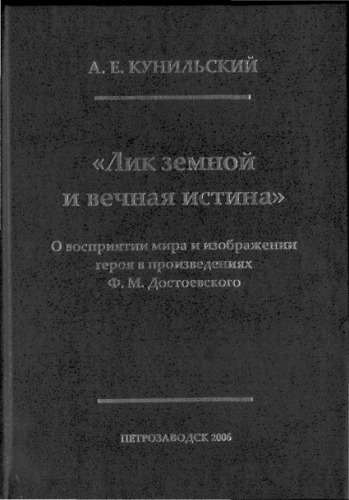 А. Е. КУНИЛЬСКИЙ
«Лик земной
и вечная истина»
О восприятии мира и изображении
героя в произведениях
Ф. М. Достоевского
ПЕТРОЗАВОДСК 2006